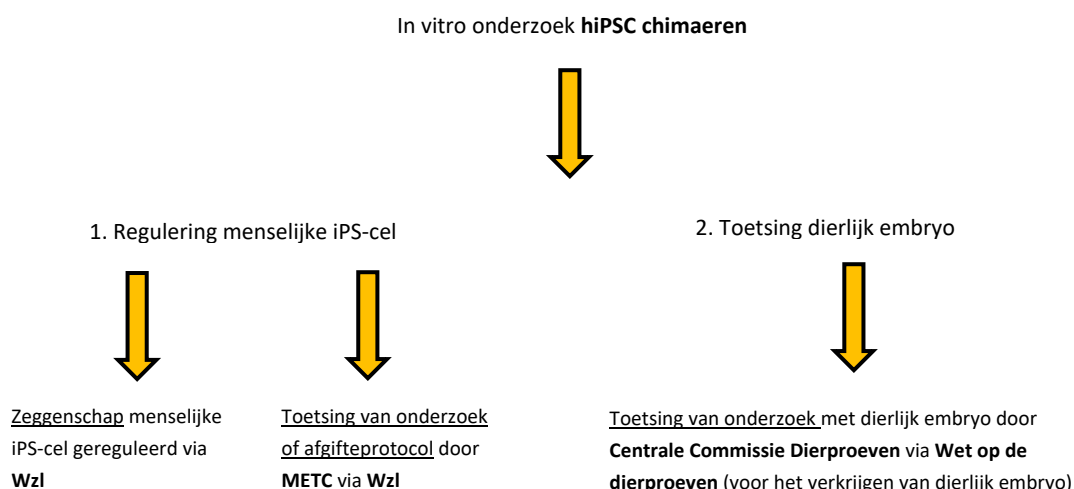 In vitro onderzoek hiPSC chimaeren
1. Regulering menselijke iPS-cel
2. Toetsing dierlijk embryo
Zeggenschap menselijke
iPS-cel gereguleerd via
Wzl
Toetsing van onderzoek
of afgifteprotocol door
METC via Wzl
Toetsing van onderzoek met dierlijk embryo door
Centrale Commissie Dierproeven via Wet op de
dierproeven (voor het verkrijgen van dierlijk embryo)